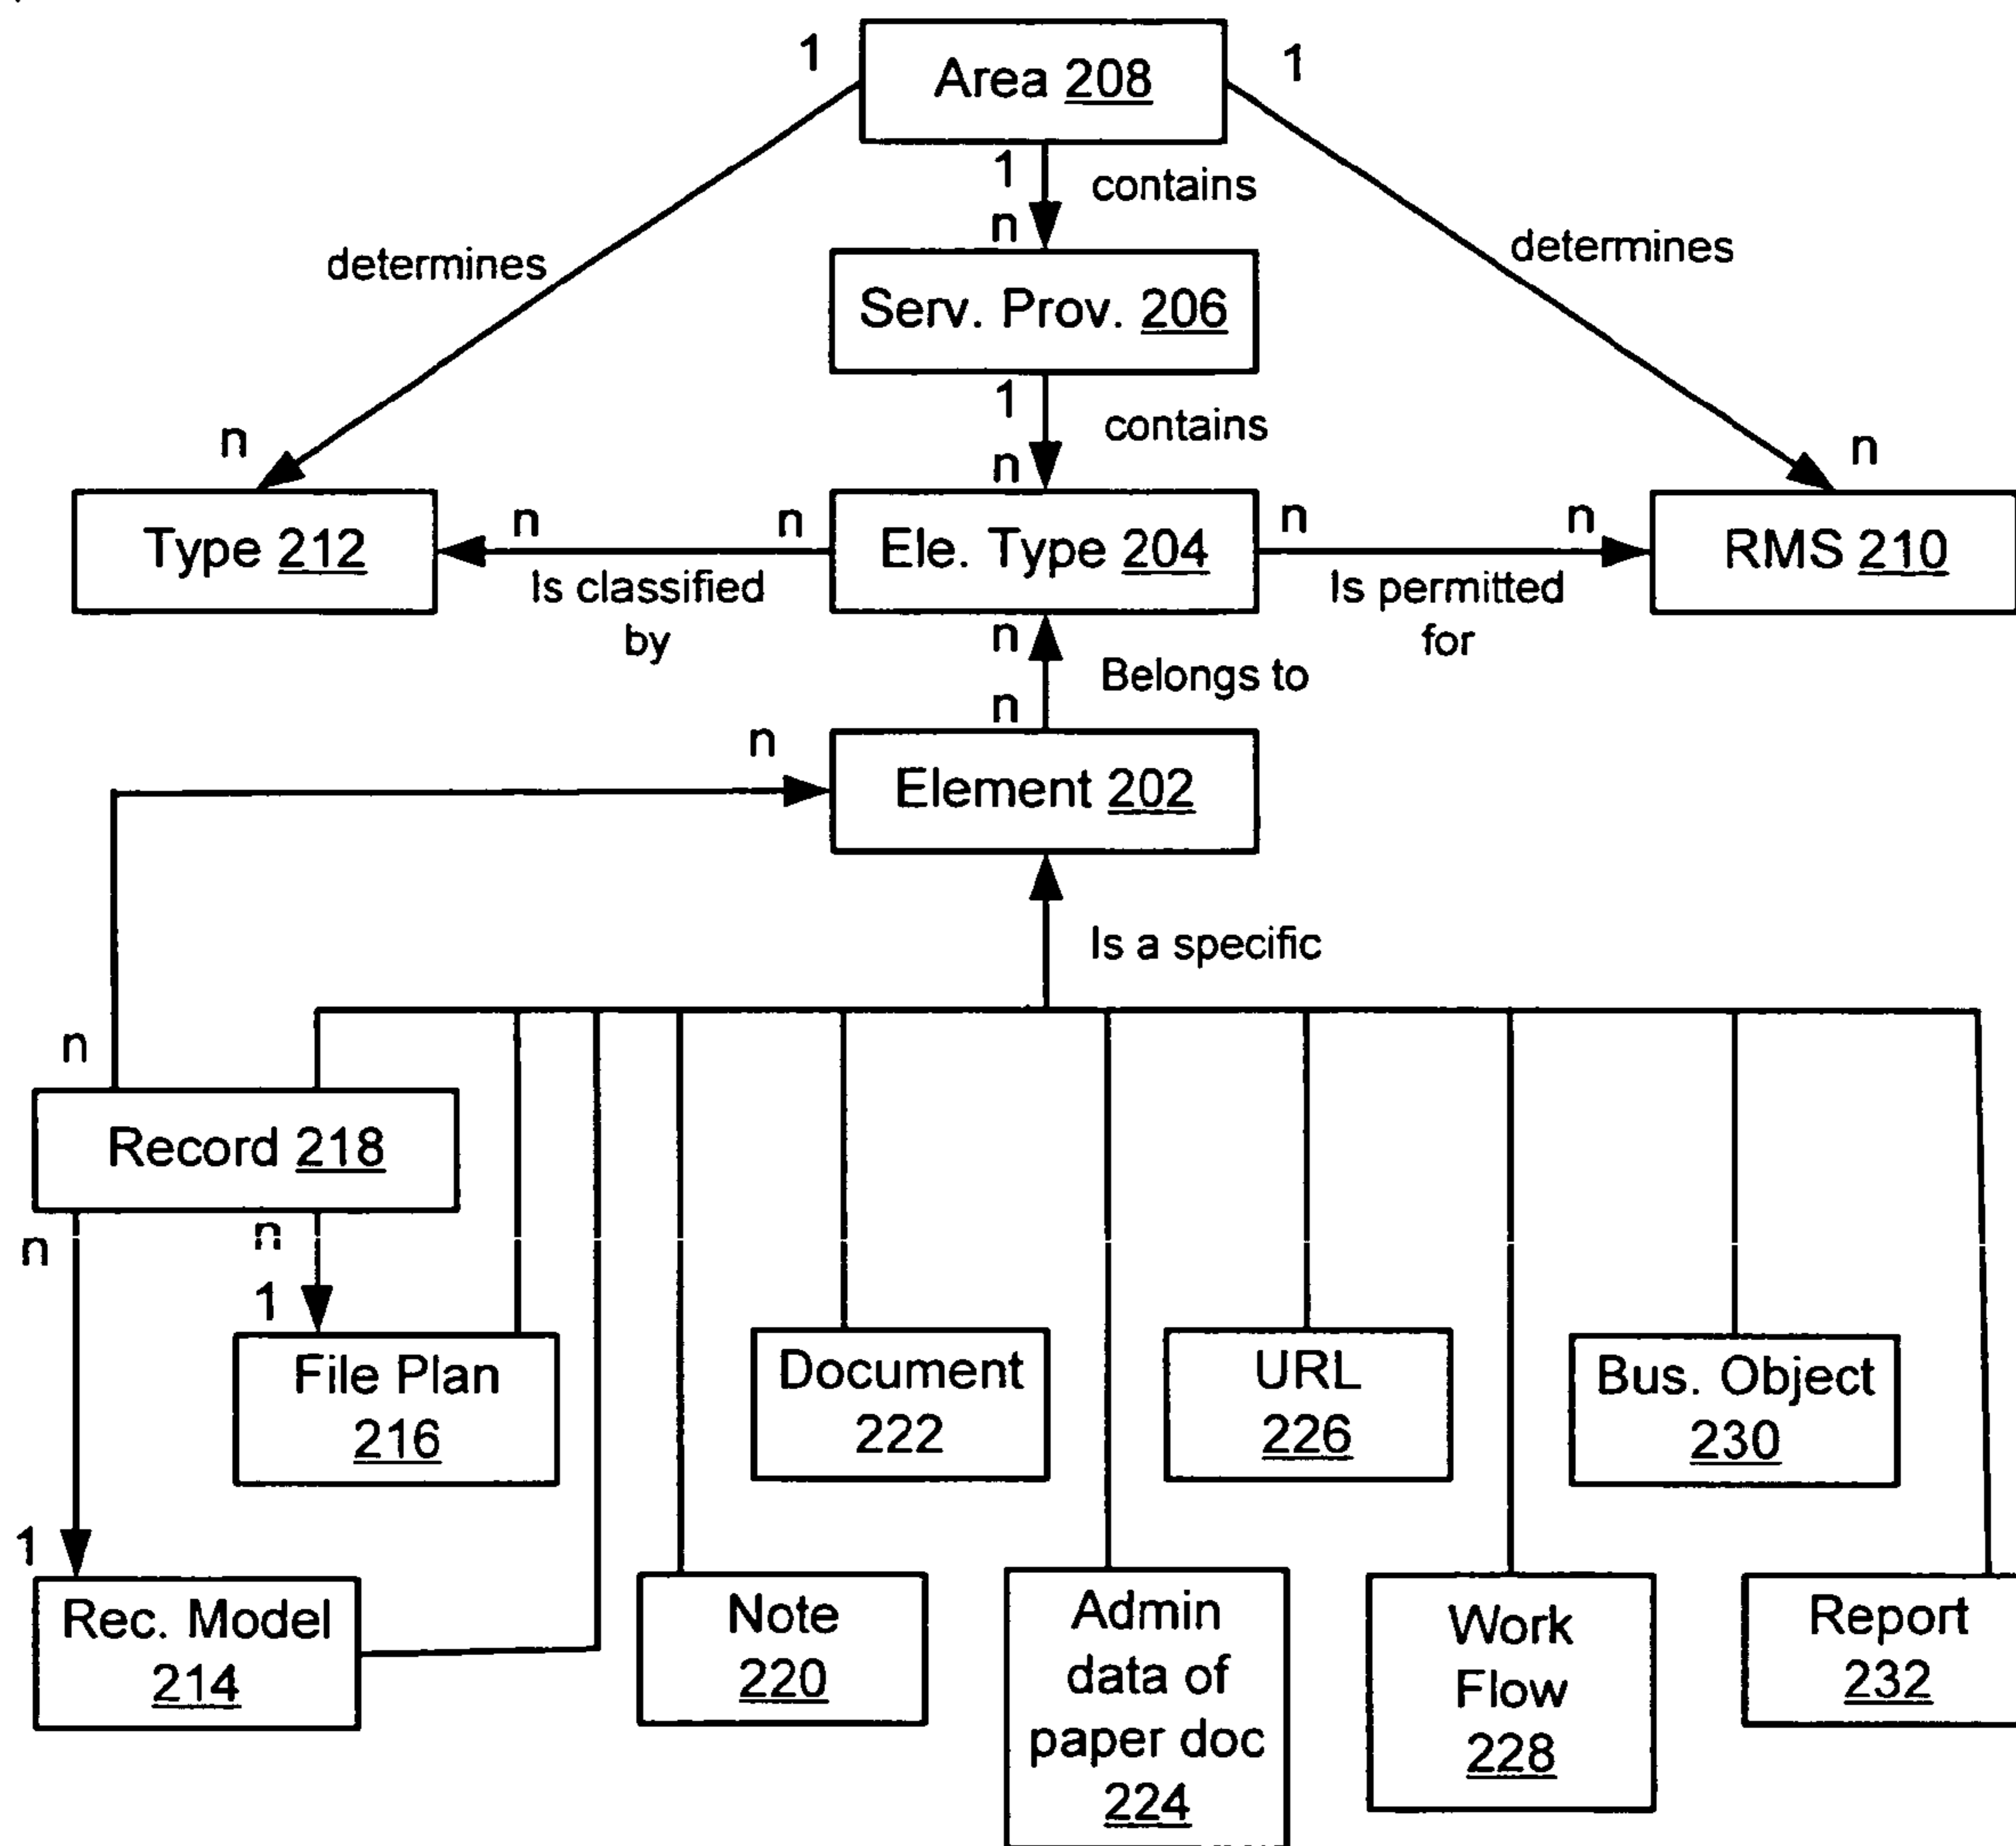 1
Area 208
1
1
contains
n
determines
determines
Serv. Prov. 206
1
contains
n
n
n
Type 212
n
n
Is classified
by
Ele. Type 204
n
n
Is permitted
for
RMS 210
n
Belongs to
n
n
Element 202
Is a specific
n
Record 218
n
n
1
File Plan
216
Document
222
URL
226
Bus. Object
230
1
Rec. Model
214
Note
220
Admin
data of
paper doc
224
Work
Flow
228
Report
232